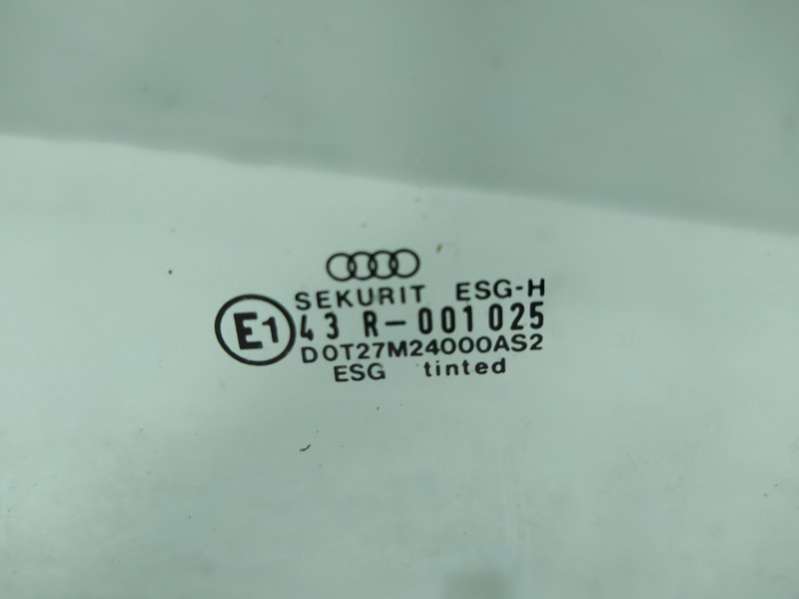 SEKURIT ESG-H
E1 43 R-001025
DOT27M24000AS2
ESG tinted